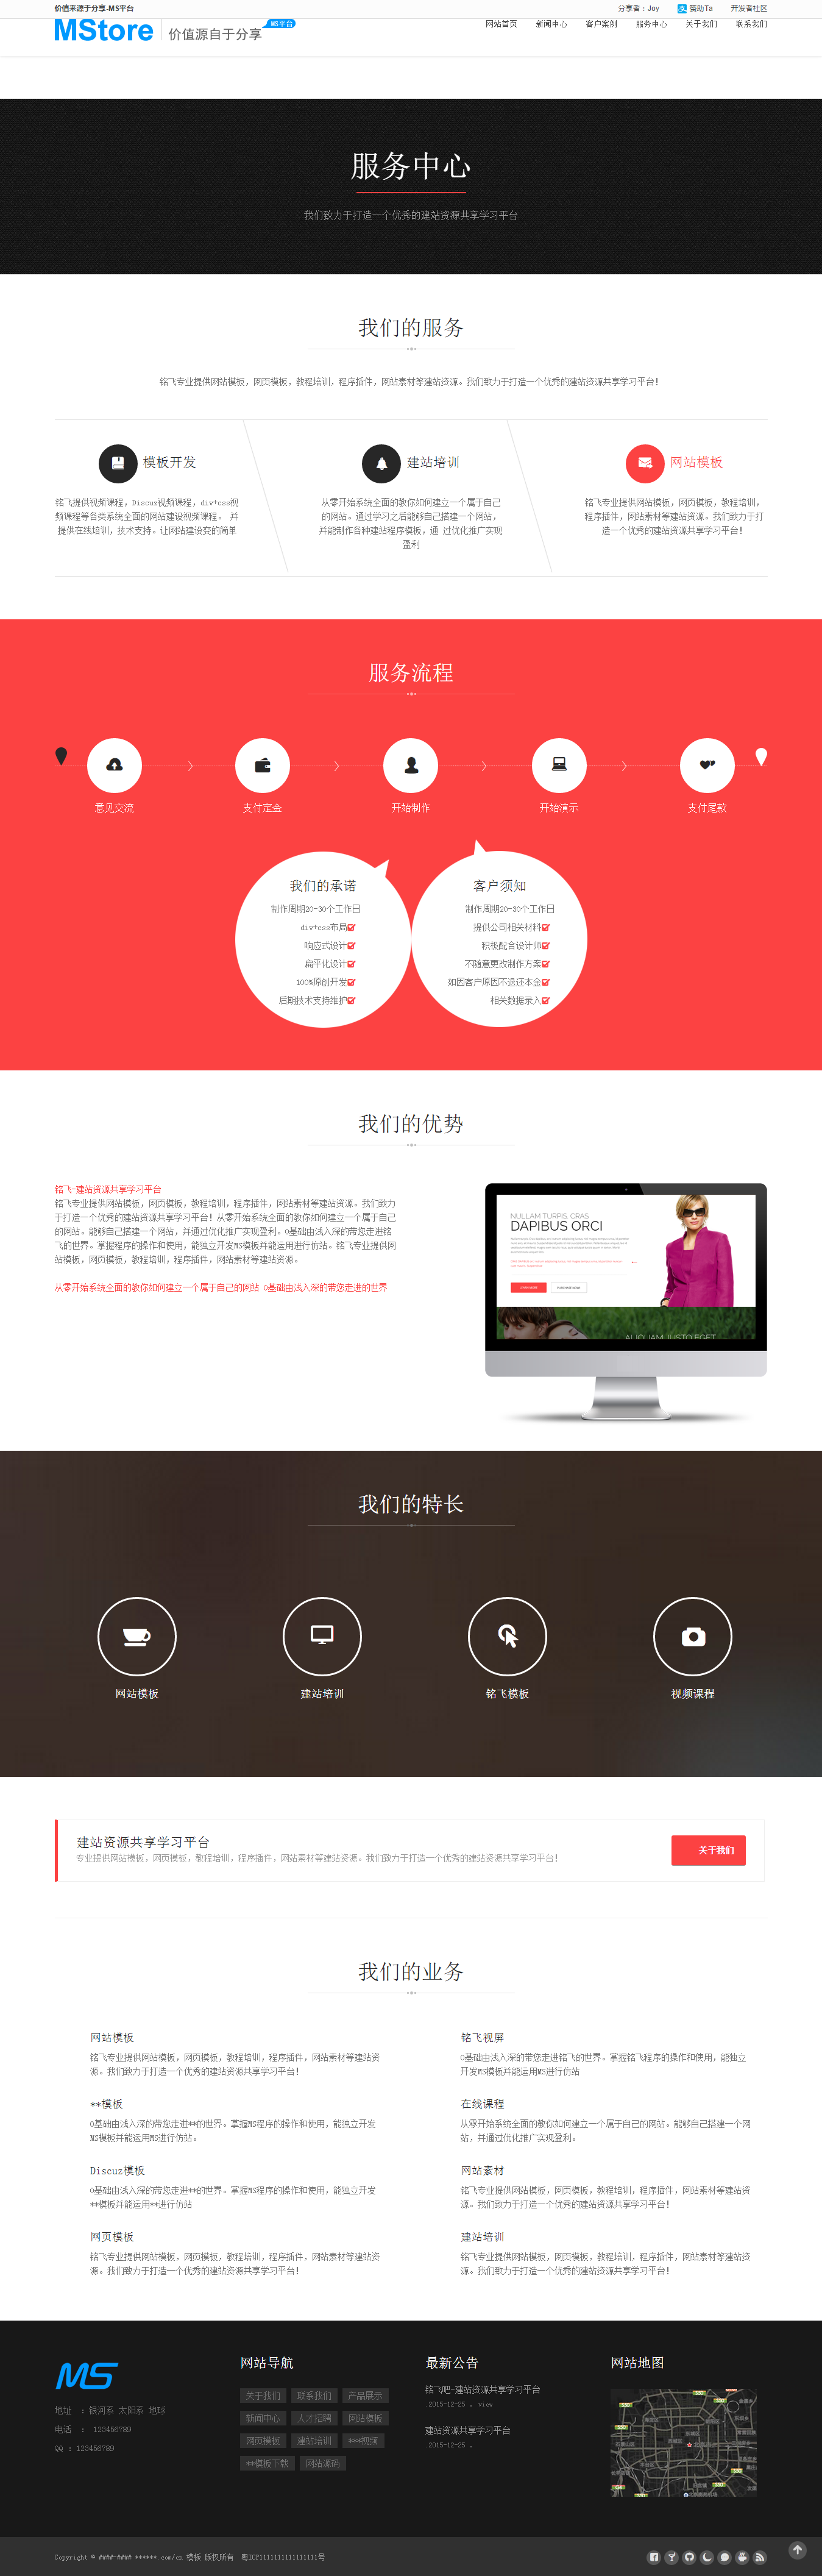 价值来源于分享-MS平台
分享者：Joy 赞助Ta 开发者社区
MStore 价值源自于分享 MS平台
网站首页 新闻中心 客户案例 服务中心 关于我们 联系我们
服务中心
我们致力于打造一个优秀的建站资源共享学习平台
我们的服务
铭飞专业提供网站模板，网页模板，教程培训，程序插件，网站素材等建站资源。我们致力于打造一个优秀的建站资源共享学习平台！
模板开发
铭飞提供视频课程，Discuz视频课程，div+css视
频课程等各类系统全面的网站建设视频课程。 并
提供在线培训，技术支持。让网站建设变的简单
建站培训
从零开始系统全面的教你如何建立一个属于自己
的网站。通过学习之后能够自己搭建一个网站，
并能制作各种建站程序模板，通 过优化推广实现
盈利
网站模板
铭飞专业提供网站模板，网页模板，教程培训，
程序插件，网站素材等建站资源。我们致力于打
造一个优秀的建站资源共享学习平台！
服务流程
意见交流 支付定金 开始制作 开始演示 支付尾款
我们的承诺
制作周期20-30个工作日
div+css布局
响应式设计
扁平化设计
100%原创开发
后期技术支持维护
客户须知
制作周期20-30个工作日
提供公司相关材料
积极配合设计师
不随意更改制作方案
如因客户原因不退还本金
相关数据录入
我们的优势
铭飞-建站资源共享学习平台
铭飞专业提供网站模板，网页模板，教程培训，程序插件，网站素材等建站资源。我们致力
于打造一个优秀的建站资源共享学习平台！从零开始系统全面的教你如何建立一个属于自己
的网站。能够自己搭建一个网站，并通过优化推广实现盈利。0基础由浅入深的带您走进铭
飞的世界。掌握程序的操作和使用，能独立开发MS模板并能运用进行仿站。铭飞专业提供网
站模板，网页模板，教程培训，程序插件，网站素材等建站资源。
从零开始系统全面的教你如何建立一个属于自己的网站 0基础由浅入深的带您走进的世界
NULLAM TURPIS, CRAS
DAPIBUS ORCI
ALIQUAM JUSTO EGET
我们的特长
网站模板 建站培训 铭飞模板 视频课程
建站资源共享学习平台
专业提供网站模板，网页模板，教程培训，程序插件，网站素材等建站资源。我们致力于打造一个优秀的建站资源共享学习平台！
关于我们
我们的业务
网站模板
铭飞专业提供网站模板，网页模板，教程培训，程序插件，网站素材等建站资
源。我们致力于打造一个优秀的建站资源共享学习平台！
铭飞视屏
0基础由浅入深的带您走进铭飞的世界。掌握铭飞程序的操作和使用，能独立
开发MS模板并能运用MS进行仿站
**模板
0基础由浅入深的带您走进**的世界。掌握MS程序的操作和使用，能独立开发
MS模板并能运用MS进行仿站。
在线课程
从零开始系统全面的教你如何建立一个属于自己的网站。能够自己搭建一个网
站，并通过优化推广实现盈利。
Discuz模板
0基础由浅入深的带您走进**的世界。掌握MS程序的操作和使用，能独立开发
**模板并能运用**进行仿站
网站素材
铭飞专业提供网站模板，网页模板，教程培训，程序插件，网站素材等建站资
源。我们致力于打造一个优秀的建站资源共享学习平台！
网页模板
铭飞专业提供网站模板，网页模板，教程培训，程序插件，网站素材等建站资
源。我们致力于打造一个优秀的建站资源共享学习平台！
建站培训
铭飞专业提供网站模板，网页模板，教程培训，程序插件，网站素材等建站资
源。我们致力于打造一个优秀的建站资源共享学习平台！
MS
地址 ：银河系 太阳系 地球
电话 ： 123456789
QQ ：123456789
网站导航
关于我们 联系我们 产品展示
新闻中心 人才招聘 网站模板
网页模板 建站培训 ***视频
**模板下载 网站源码
最新公告
铭飞吧-建站资源共享学习平台
2015-12-25 . view
建站资源共享学习平台
2015-12-25 .
网站地图
Copyright © ####-#### ******.com/cn 模板 版权所有 粤ICP1111111111111111号